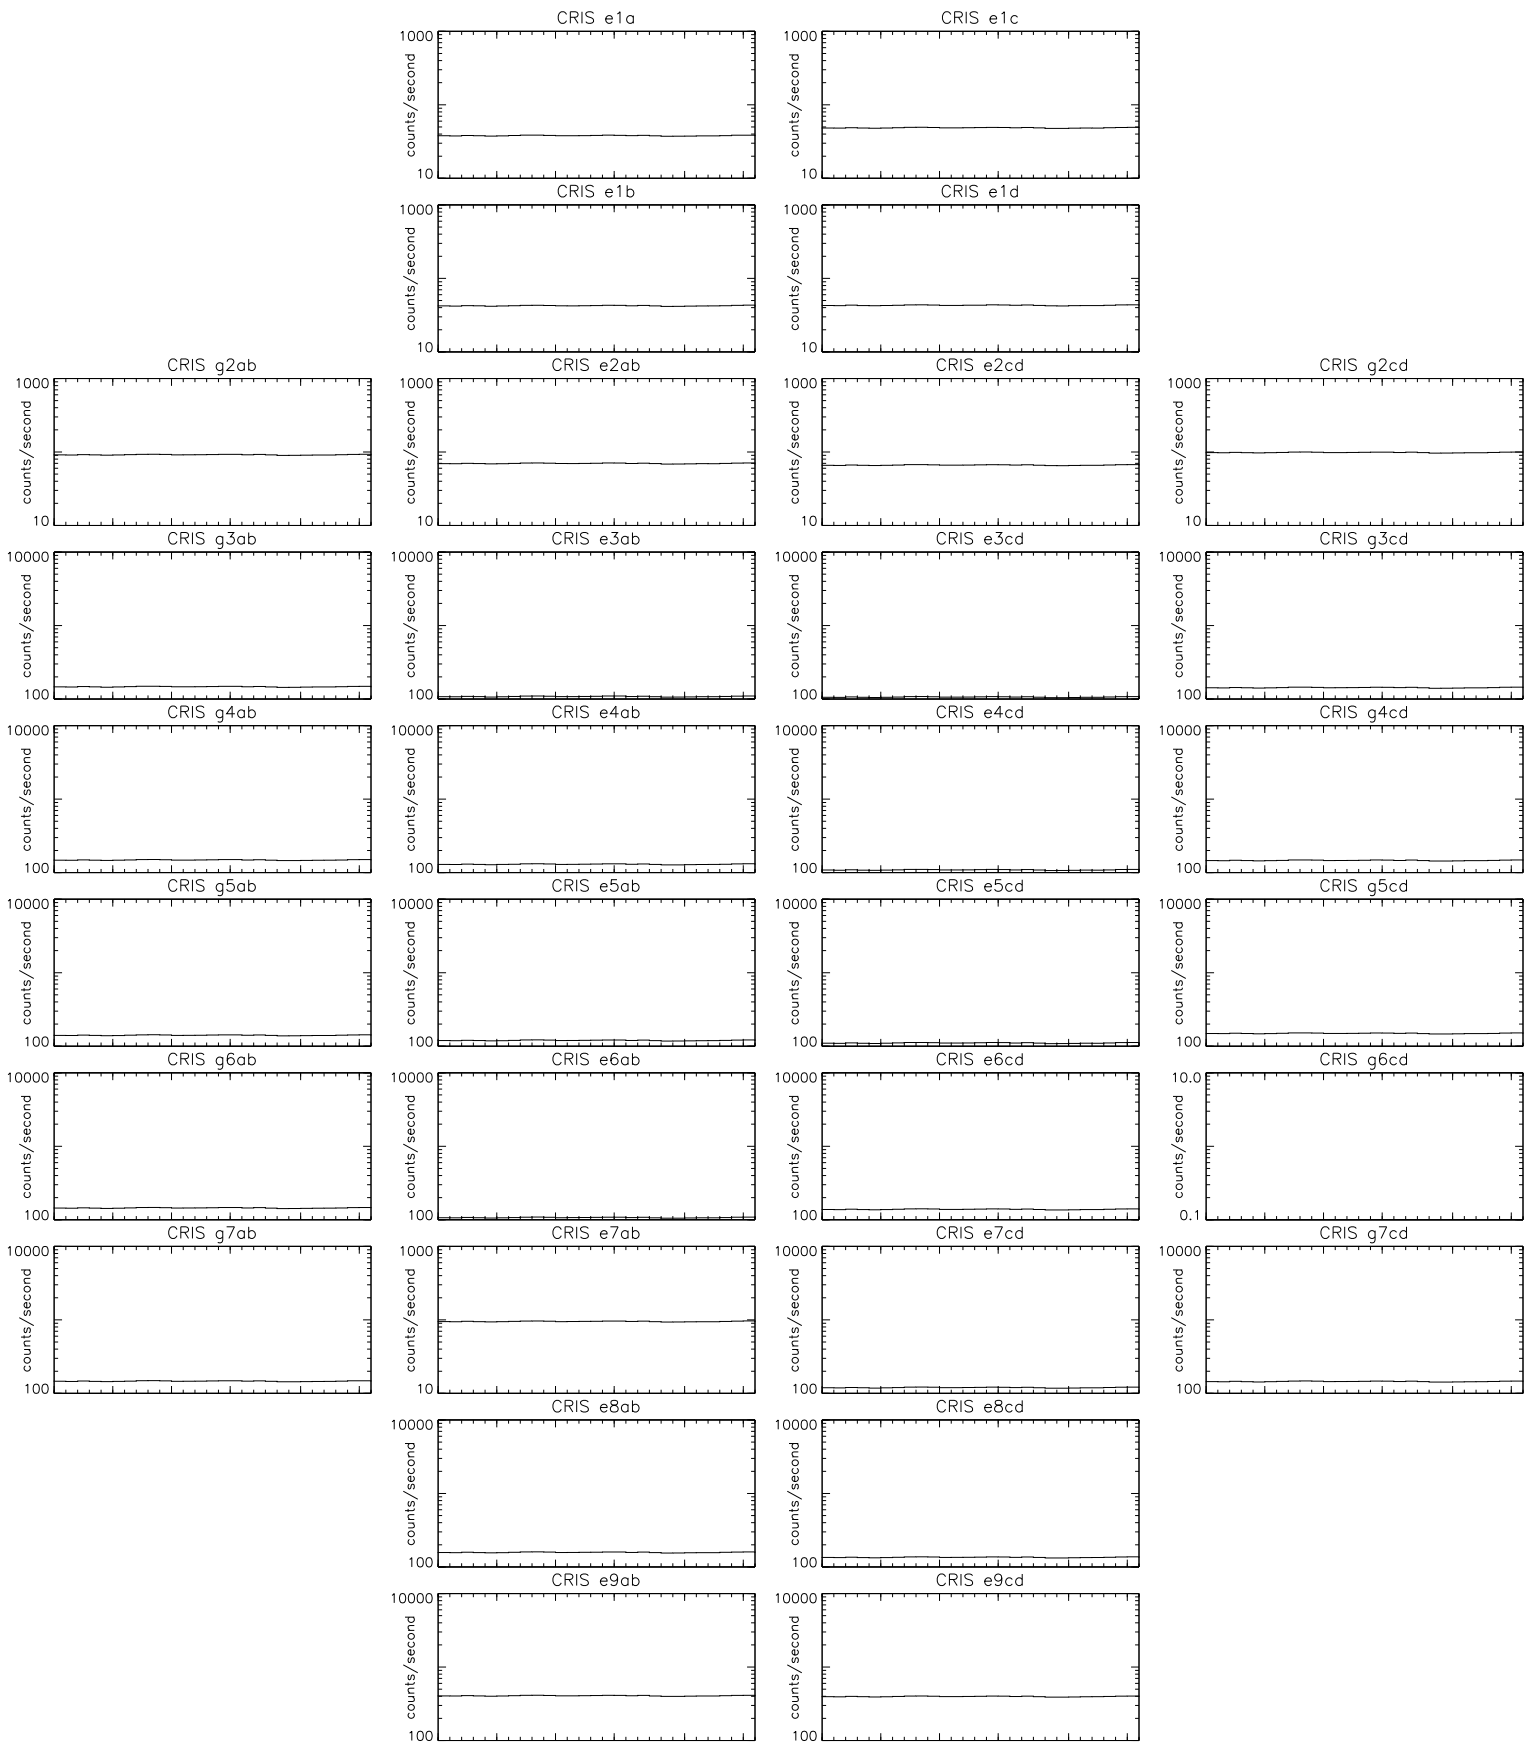 CRIS e1a
CRIS e1c
1000
counts/second
10
1000
counts/second
10
CRIS e1b
CRIS e1d
1000
counts/second
10
1000
counts/second
10
CRIS g2ab
CRIS e2ab
CRIS e2cd
CRIS g2cd
1000
counts/second
10
1000
counts/second
10
1000
counts/second
10
1000
counts/second
10
CRIS g3ab
CRIS e3ab
CRIS e3cd
CRIS g3cd
10000
counts/second
100
10000
counts/second
100
10000
counts/second
100
10000
counts/second
100
CRIS g4ab
CRIS e4ab
CRIS e4cd
CRIS g4cd
10000
counts/second
100
10000
counts/second
100
10000
counts/second
100
10000
counts/second
100
CRIS g5ab
CRIS e5ab
CRIS e5cd
CRIS g5cd
10000
counts/second
100
10000
counts/second
100
10000
counts/second
100
10000
counts/second
100
CRIS g6ab
CRIS e6ab
CRIS e6cd
CRIS g6cd
10000
counts/second
100
10000
counts/second
100
10000
counts/second
100
10.0
counts/second
0.1
CRIS g7ab
CRIS e7ab
CRIS e7cd
CRIS g7cd
10000
counts/second
100
1000
counts/second
10
10000
counts/second
100
10000
counts/second
100
CRIS e8ab
CRIS e8cd
10000
counts/second
100
10000
counts/second
100
CRIS e9ab
CRIS e9cd
10000
counts/second
100
10000
counts/second
100